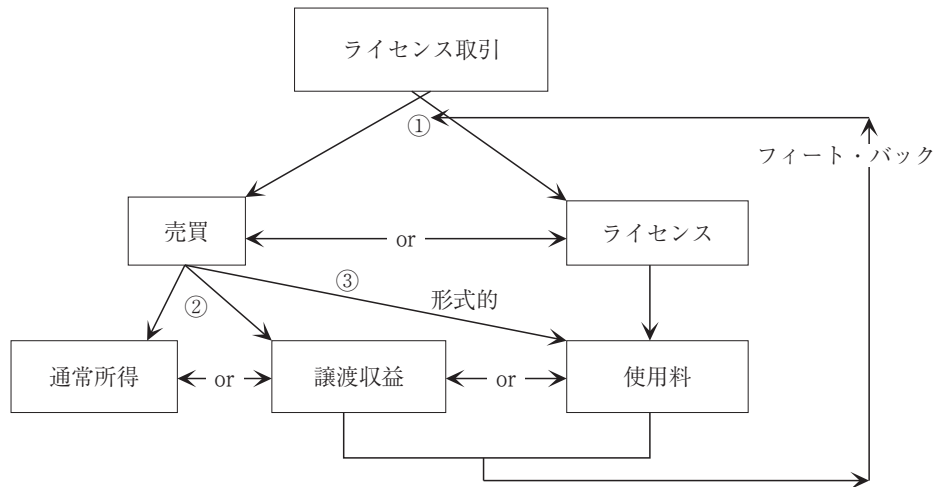 ライセンス取引
①
フィート・バック
売買
or
ライセンス
③
形式的
②
通常所得
or
譲渡収益
or
使用料